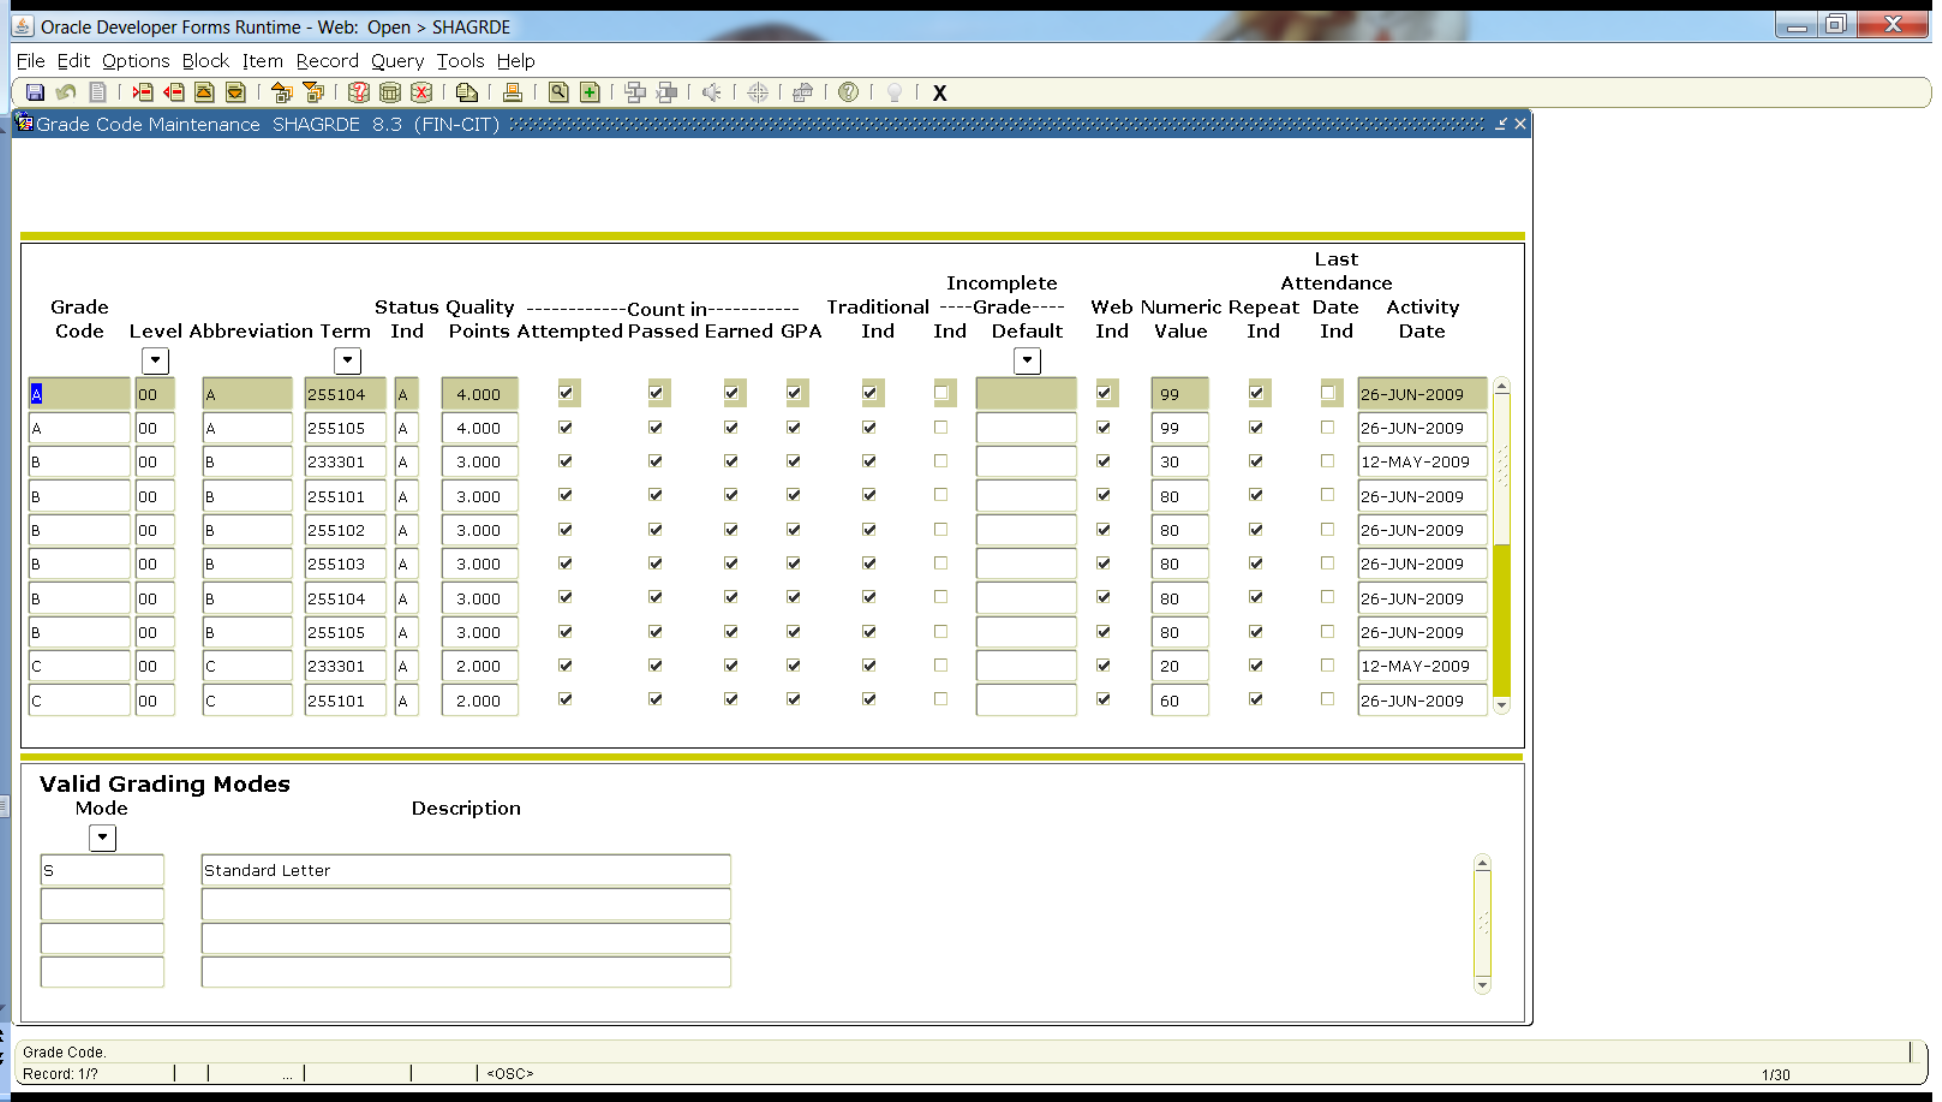 Oracle Developer Forms Runtime - Web: Open > SHAGRDE
File Edit Options Block Item Record Query Tools Help
X
Grade Code Maintenance SHAGRDE 8.3 (FIN-CIT)
Last
Incomplete Attendance
Grade Status Quality ------------Count in----------- Traditional ----Grade---- Web Numeric Repeat Date Activity
Code Level Abbreviation Term Ind Points Attempted Passed Earned GPA Ind Ind Default Ind Value Ind Ind Date
A 00 A 255104 A 4.000 99 26-JUN-2009
A 00 A 255105 A 4.000 99 26-JUN-2009
B 00 B 233301 A 3.000 30 12-MAY-2009
B 00 B 255101 A 3.000 80 26-JUN-2009
B 00 B 255102 A 3.000 80 26-JUN-2009
B 00 B 255103 A 3.000 80 26-JUN-2009
B 00 B 255104 A 3.000 80 26-JUN-2009
B 00 B 255105 A 3.000 80 26-JUN-2009
C 00 C 233301 A 2.000 20 12-MAY-2009
C 00 C 255101 A 2.000 60 26-JUN-2009
Valid Grading Modes
Mode Description
S Standard Letter
Grade Code.
Record: 1/? ... <OSC> 1/30